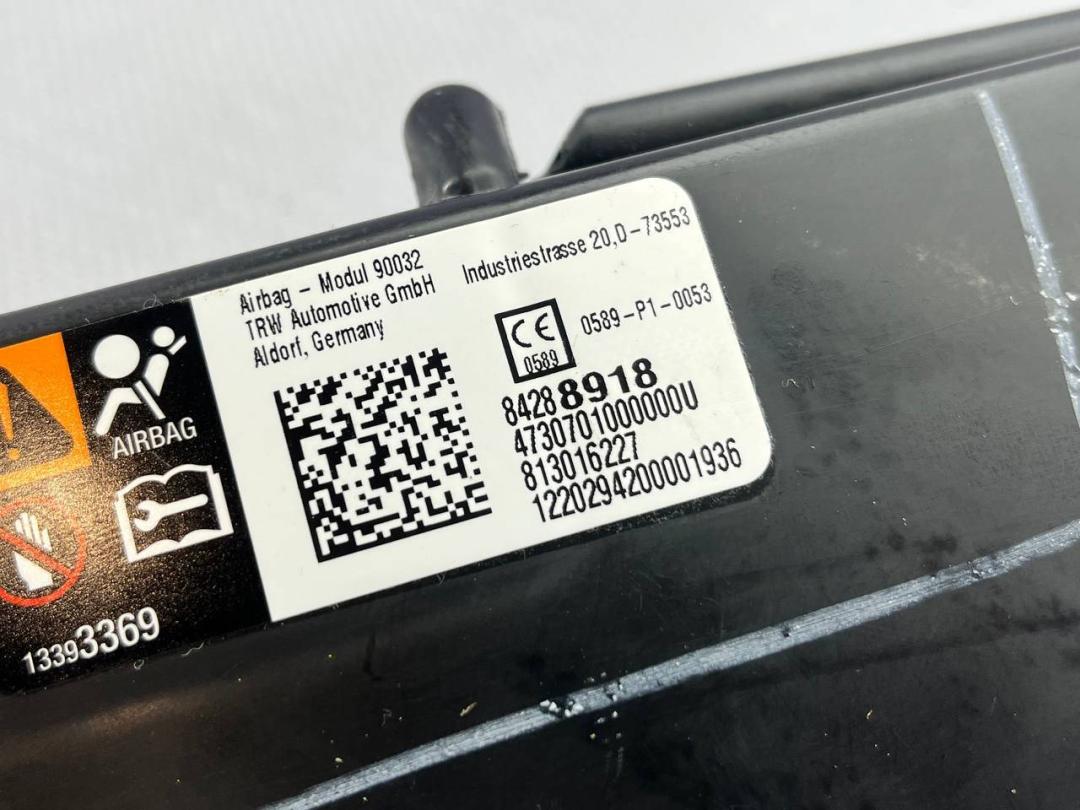 Airbag - Modul 90032
TRW Automotive GmbH
Aldorf, Germany
Industriestrasse 20,D-73553
CE
0589
0589-P1-0053
84288918
47307010000000U
813016227
12202942000001936
AIRBAG
13393369